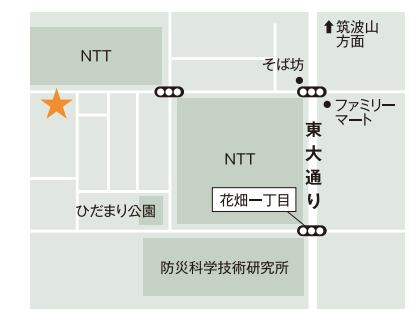 筑波山
方面
NTT
そば坊
ファミリー
マート
東大通り
NTT
花畑一丁目
ひだまり公園
防災科学技術研究所